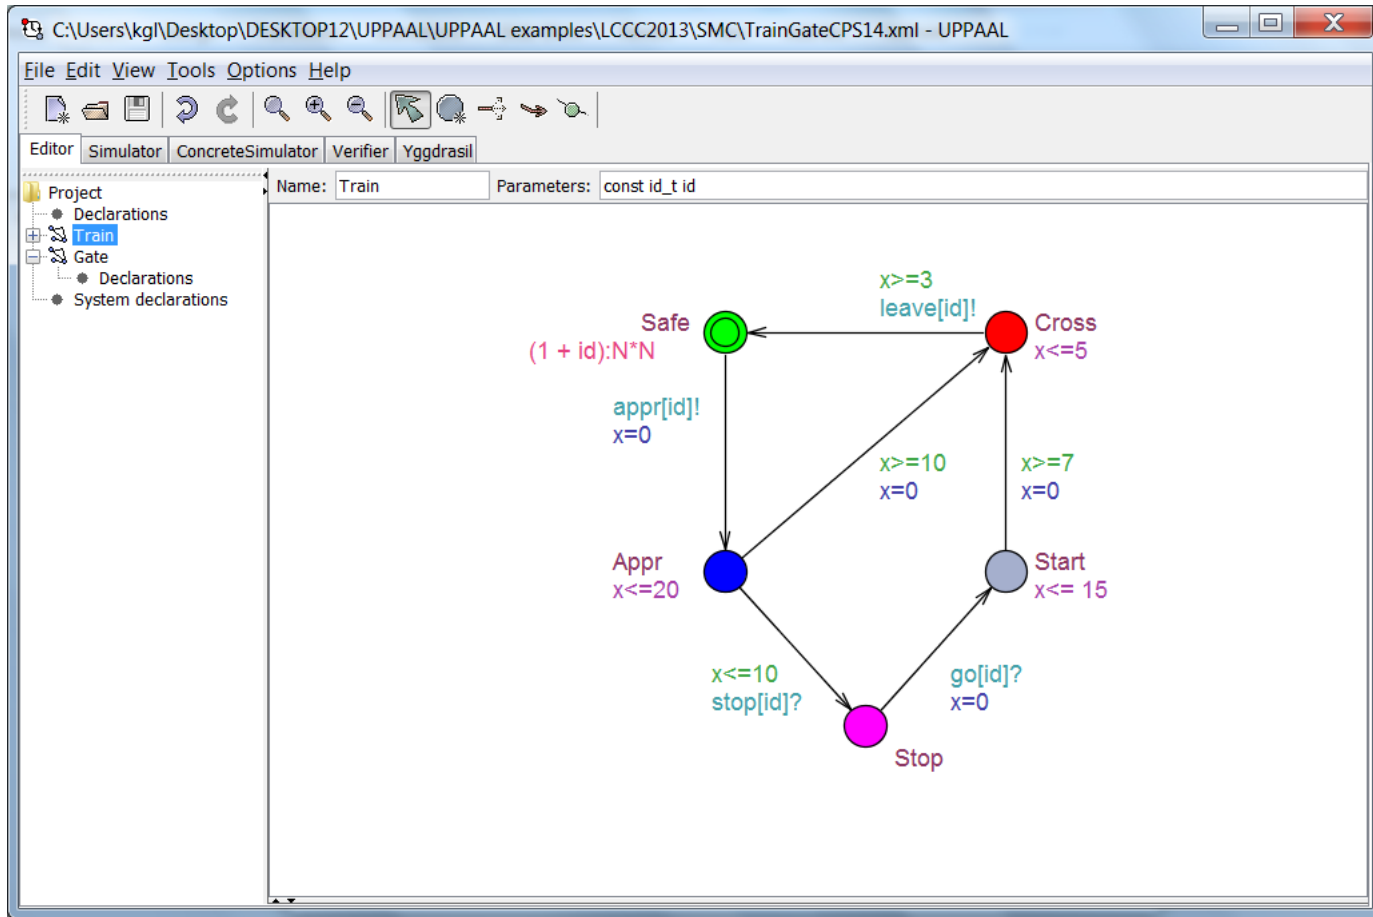 C:\Users\kgl\Desktop\DESKTOP12\UPPAAL\UPPAAL examples\LCCC2013\SMC\TrainGateCPS14.xml - UPPAAL
File Edit View Tools Options Help
Editor Simulator ConcreteSimulator Verifier Yggdrasil
Name: Train Parameters: const id_t id
Project
Declarations
Train
Gate
Declarations
System declarations
x>=3
leave[id]!
Safe
(1 + id):N*N
Cross
x<=5
appr[id]!
x=0
x>=10
x=0
x>=7
x=0
Appr
x<=20
Start
x<= 15
x<=10
stop[id]?
go[id]?
x=0
Stop